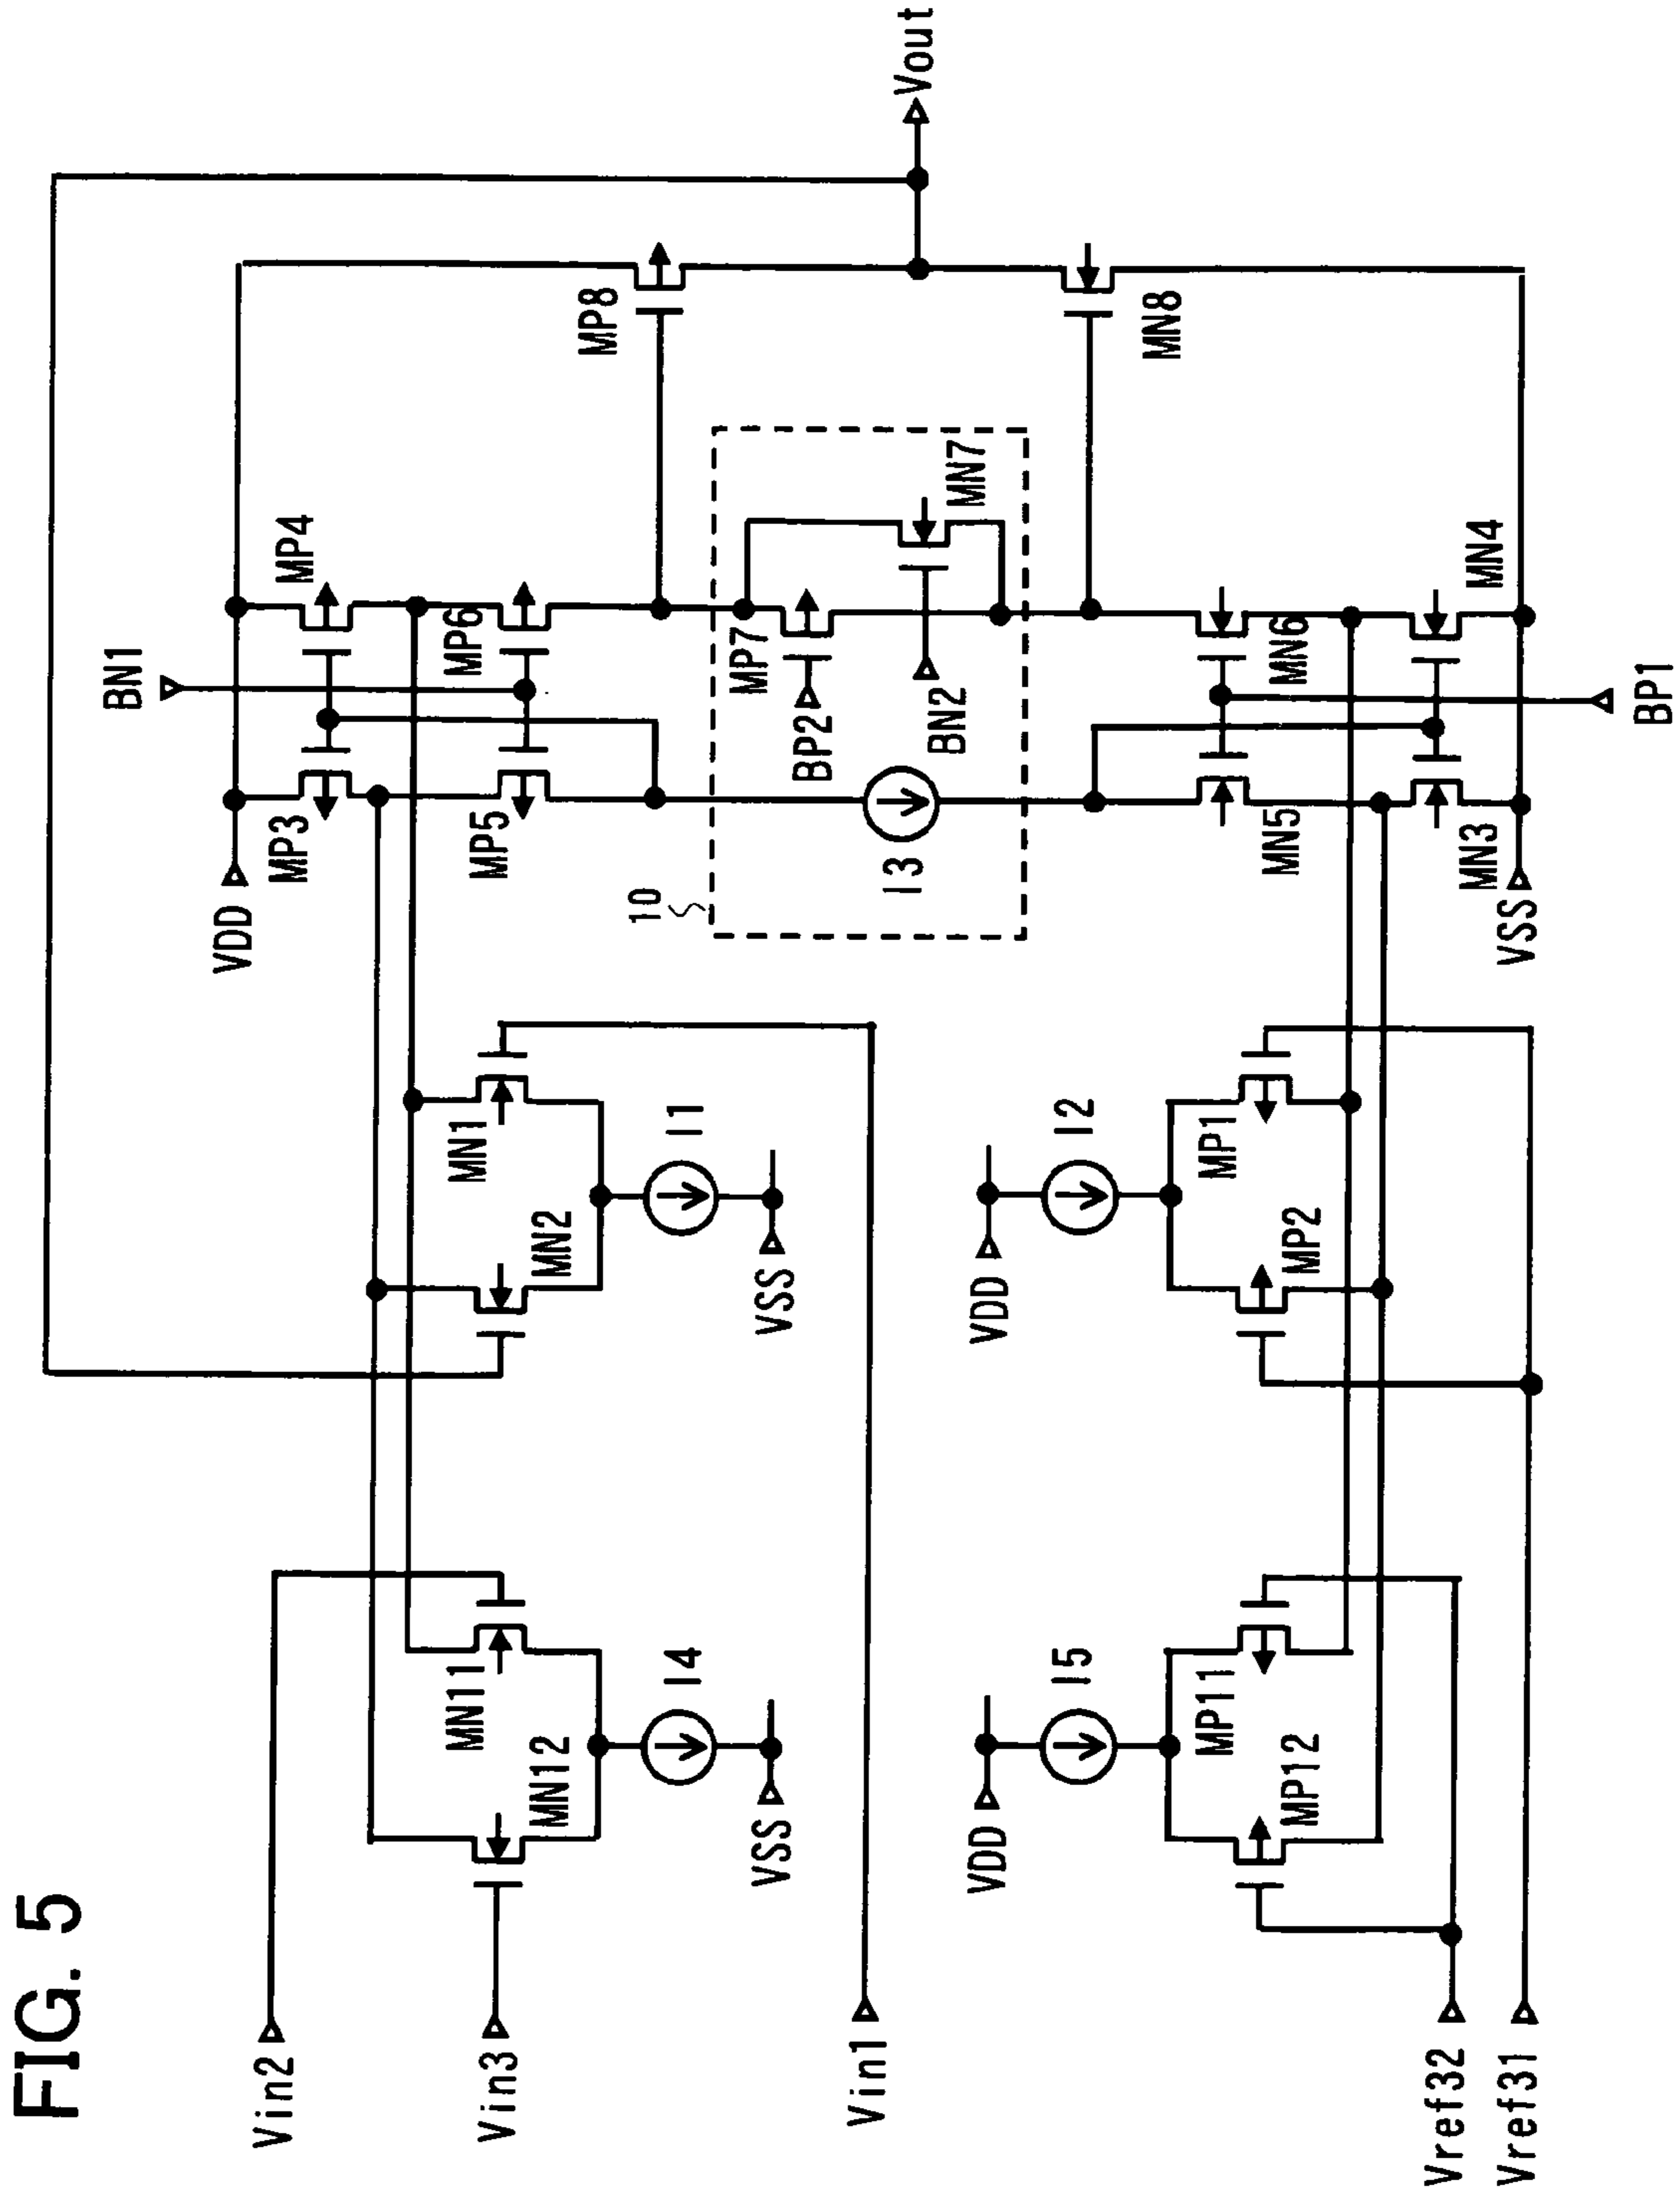 FIG. 5
Vin2
Vin3
Vin1
Vref32
Vref31
MN11
MN12
I4
VSS
VDD
I5
MP11
MP12
MN1
MN2
I1
VSS
VDD
I2
MP1
MP2
VDD
BN1
MP3
MP4
MP5
MP6
10
I3
MP7
BP2
BN2
MN7
MN5
MN6
MN3
MN4
VSS
BP1
MP8
MN8
Vout